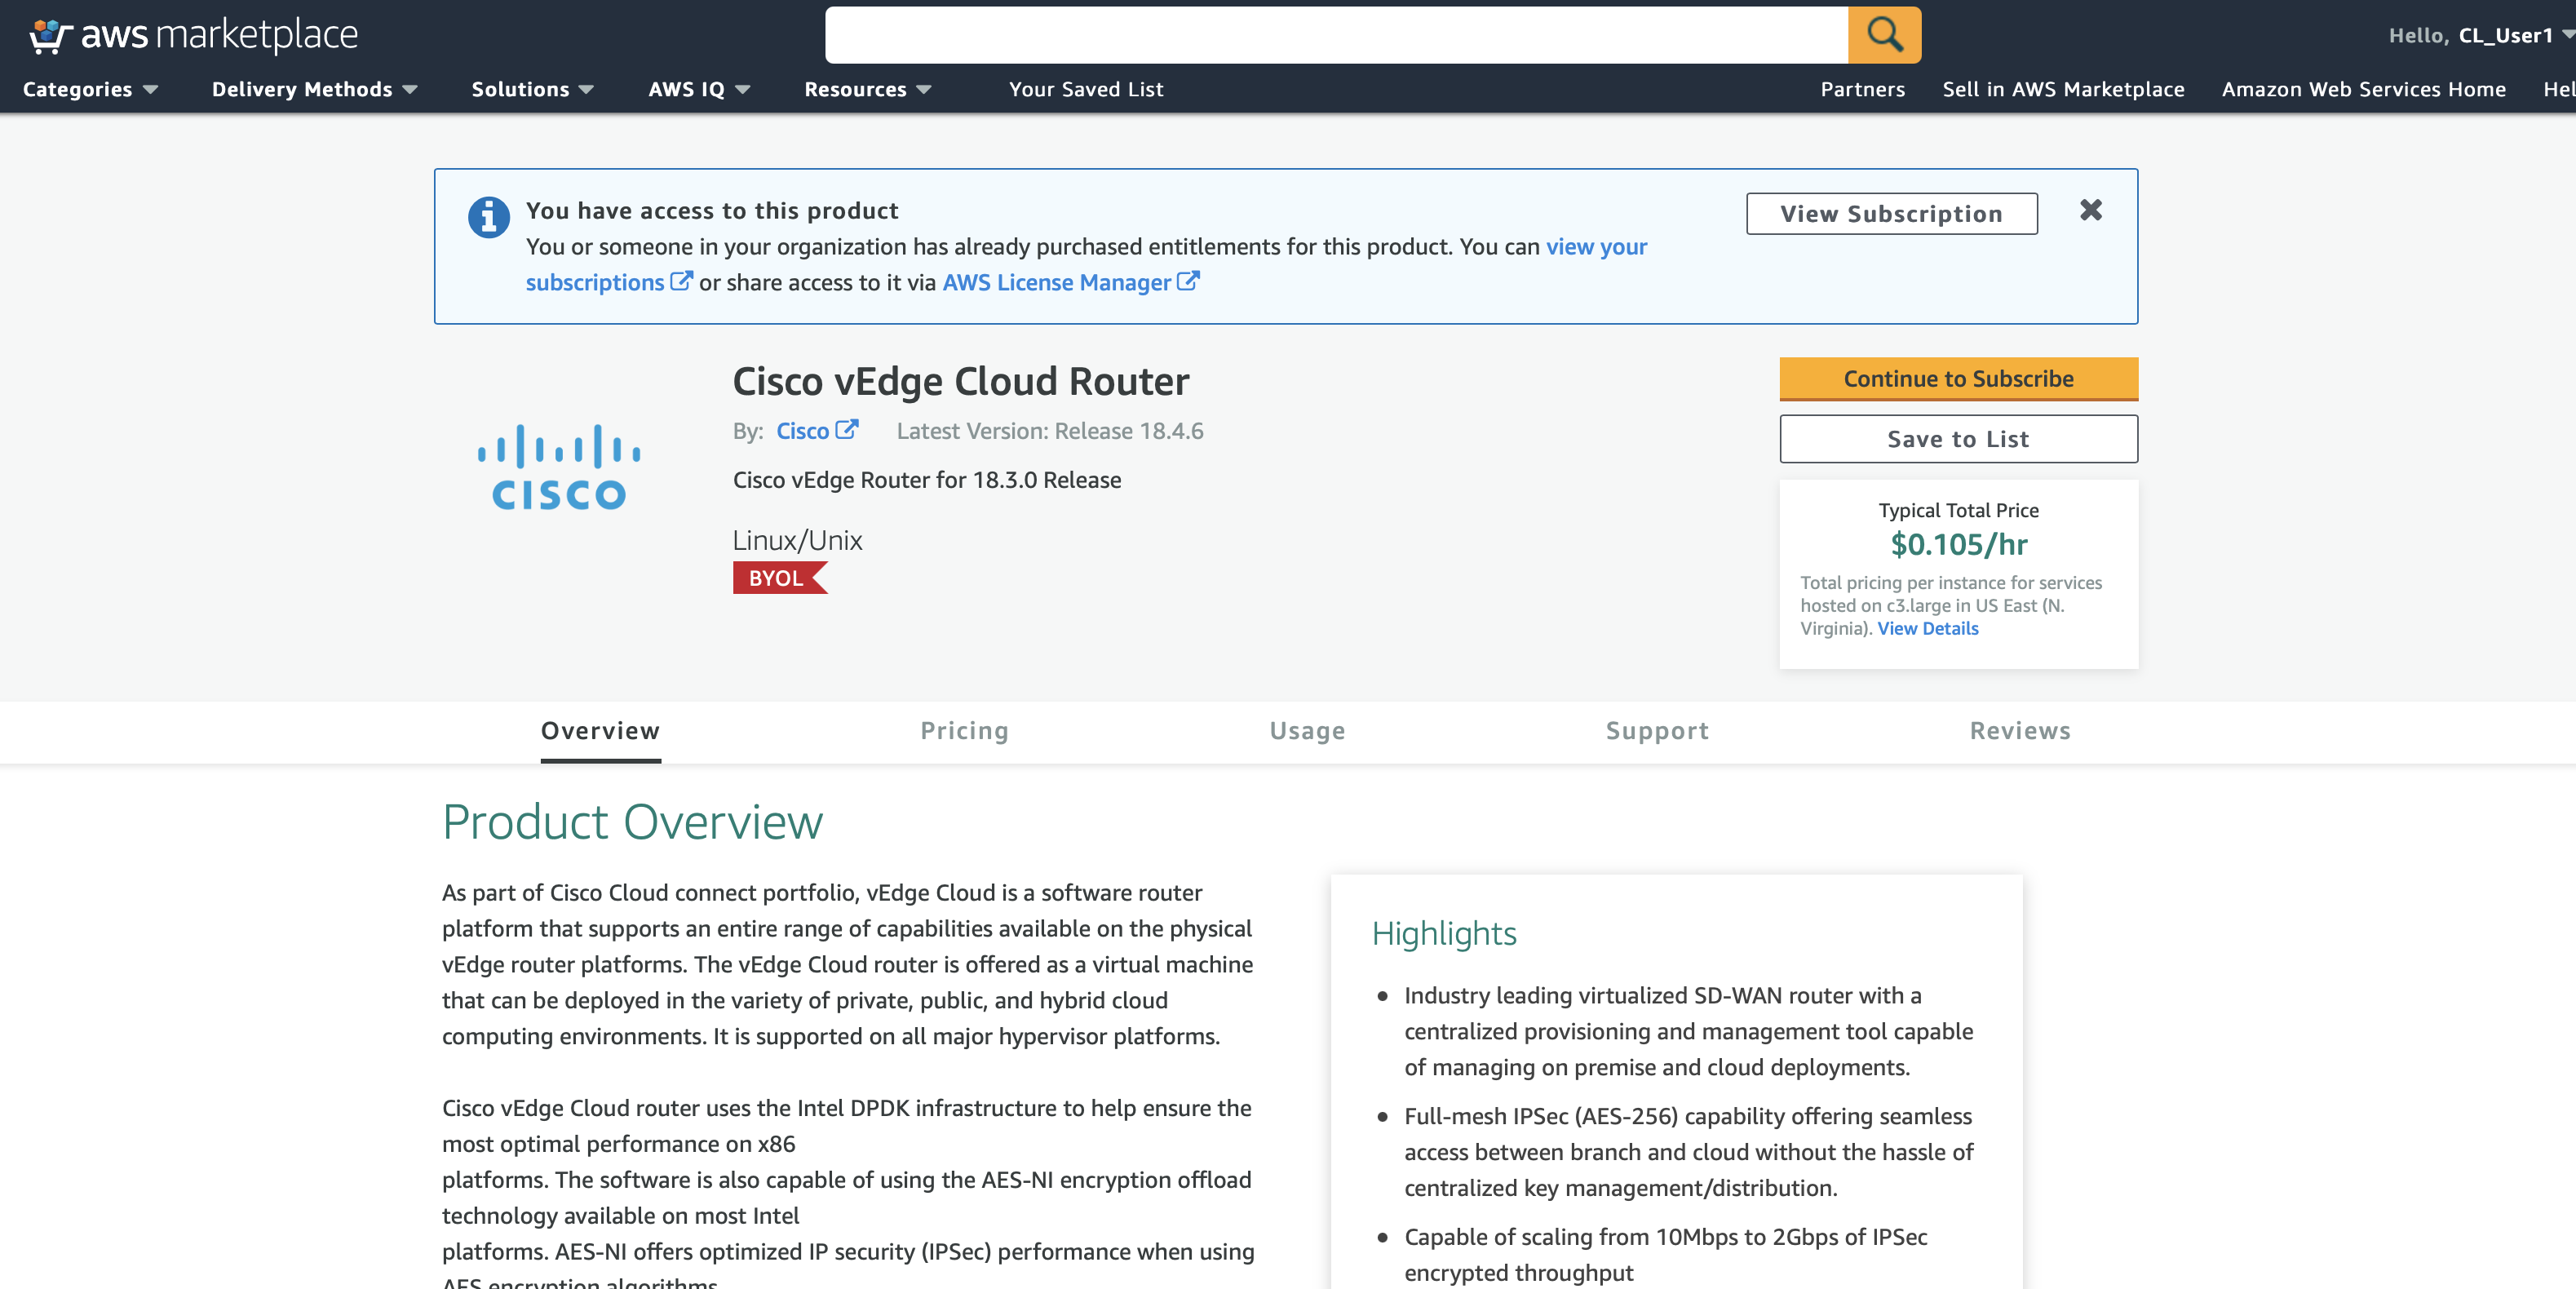 aws marketplace
Hello, CL_User1
Categories
Delivery Methods
Solutions
AWS IQ
Resources
Your Saved List
Partners
Sell in AWS Marketplace
Amazon Web Services Home
Hel
You have access to this product
You or someone in your organization has already purchased entitlements for this product. You can view your
subscriptions or share access to it via AWS License Manager
View Subscription
Cisco vEdge Cloud Router
By: Cisco Latest Version: Release 18.4.6
Cisco vEdge Router for 18.3.0 Release
Linux/Unix
BYOL
CISCO
Continue to Subscribe
Save to List
Typical Total Price
$0.105/hr
Total pricing per instance for services
hosted on c3.large in US East (N.
Virginia). View Details
Overview
Pricing
Usage
Support
Reviews
Product Overview
As part of Cisco Cloud connect portfolio, vEdge Cloud is a software router
platform that supports an entire range of capabilities available on the physical
vEdge router platforms. The vEdge Cloud router is offered as a virtual machine
that can be deployed in the variety of private, public, and hybrid cloud
computing environments. It is supported on all major hypervisor platforms.
Cisco vEdge Cloud router uses the Intel DPDK infrastructure to help ensure the
most optimal performance on x86
platforms. The software is also capable of using the AES-NI encryption offload
technology available on most Intel
platforms. AES-NI offers optimized IP security (IPSec) performance when using
AES encryption algorithms
Highlights
Industry leading virtualized SD-WAN router with a
centralized provisioning and management tool capable
of managing on premise and cloud deployments.
Full-mesh IPSec (AES-256) capability offering seamless
access between branch and cloud without the hassle of
centralized key management/distribution.
Capable of scaling from 10Mbps to 2Gbps of IPSec
encrypted throughput